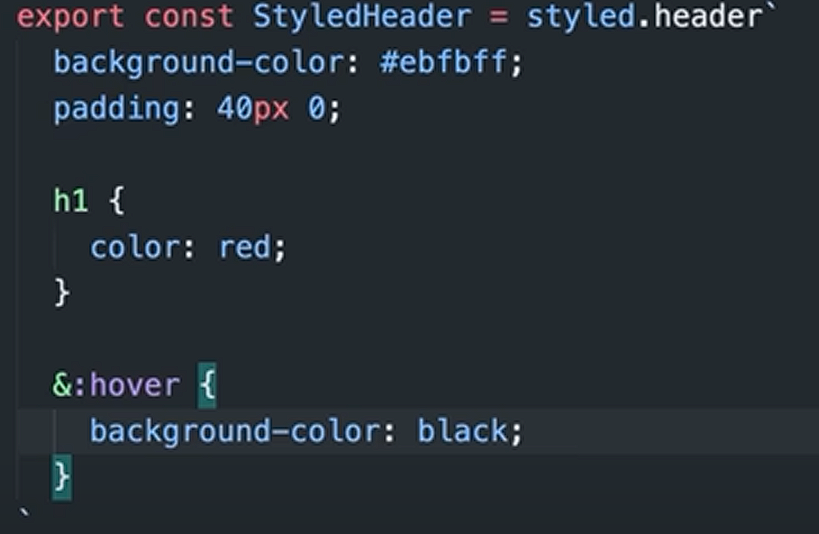 export const StyledHeader = styled.header`
  background-color: #ebfbff;
  padding: 40px 0;

  h1 {
    color: red;
  }

  &:hover {
    background-color: black;
  }
`